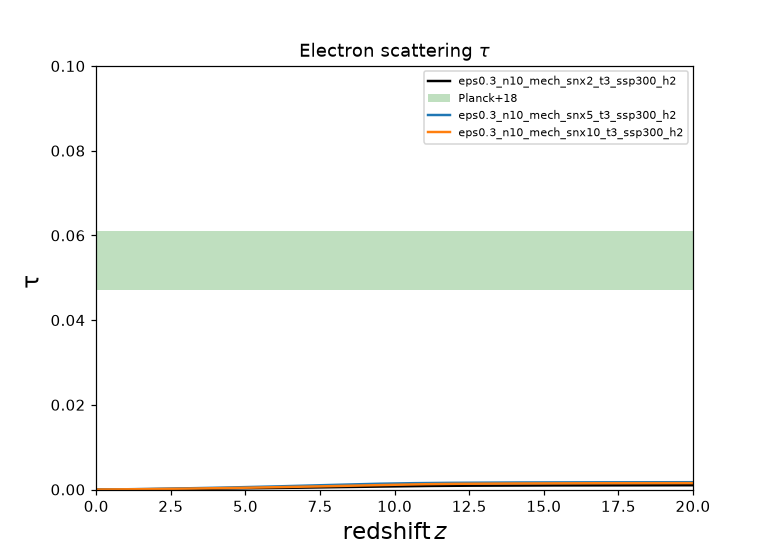 Electron scattering τ
0.10
0.08
0.06
0.04
0.02
0.00
τ
eps0.3_n10_mech_snx2_t3_ssp300_h2
Planck+18
eps0.3_n10_mech_snx5_t3_ssp300_h2
eps0.3_n10_mech_snx10_t3_ssp300_h2
0.0 2.5 5.0 7.5 10.0 12.5 15.0 17.5 20.0
redshift z